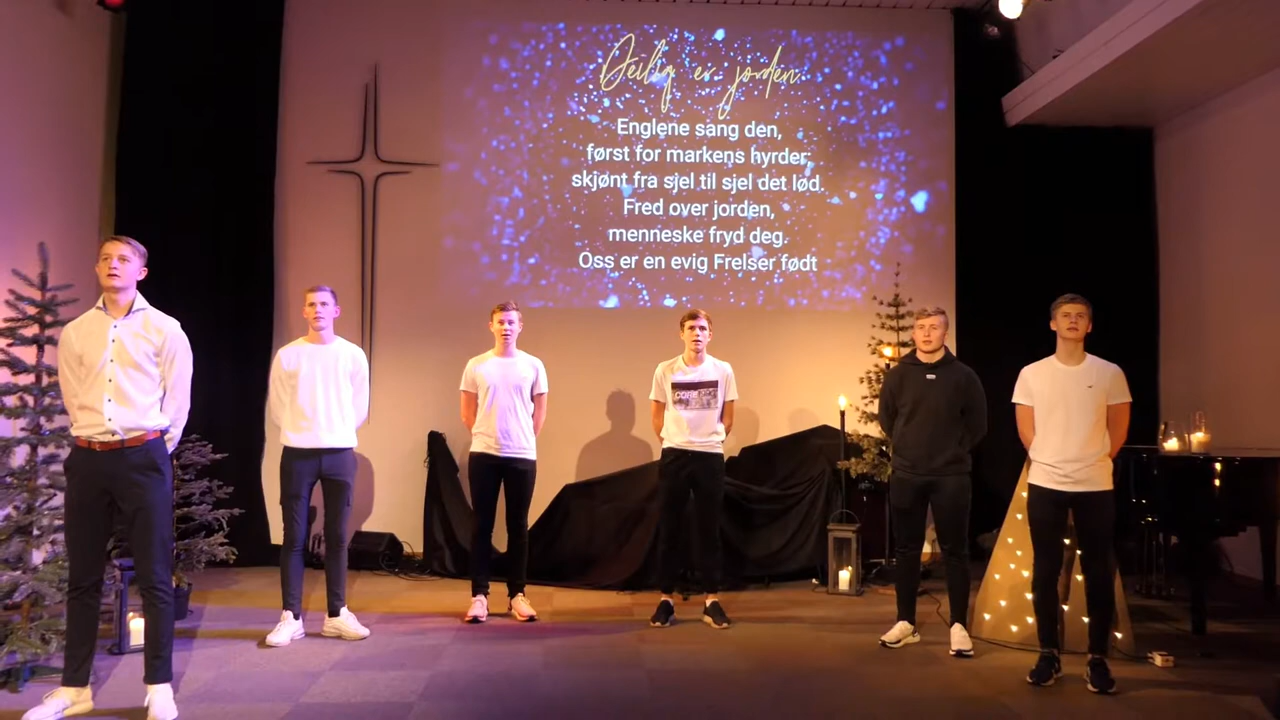 Deilig er jorden
Englene sang den,
først for markens hyrder;
skjønt fra sjel til sjel det lød.
Fred over jorden,
menneske fryd deg.
Oss er en evig Frelser født